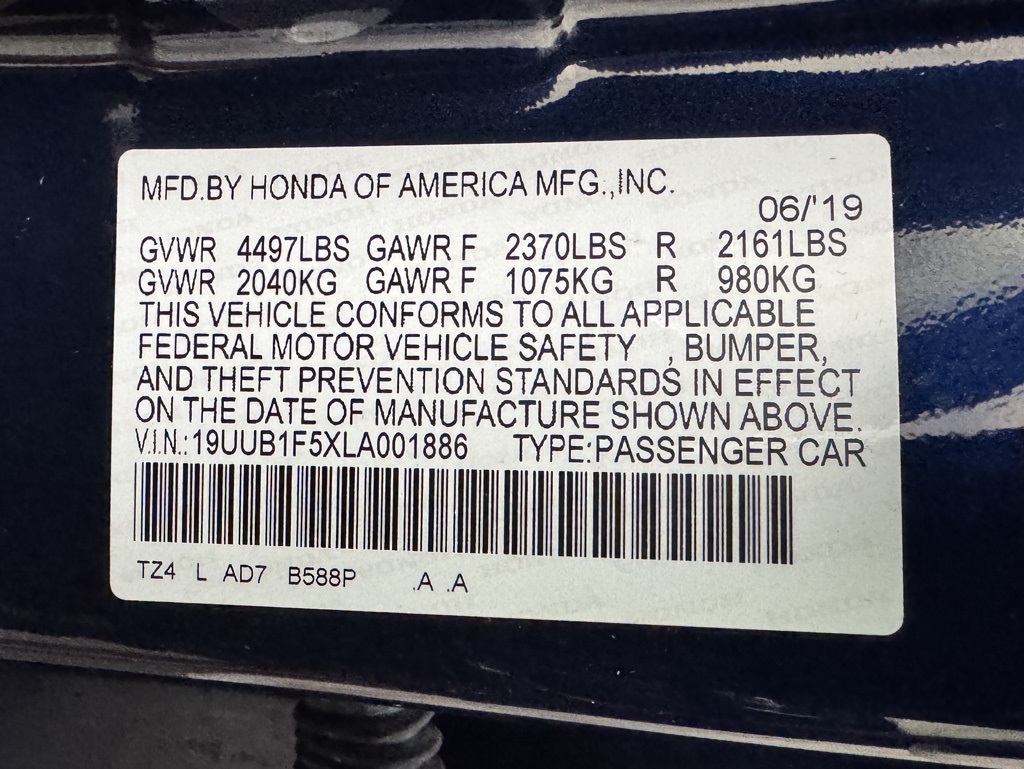 MFD.BY HONDA OF AMERICA MFG.,INC.
06/'19
GVWR 4497LBS GAWR F 2370LBS R 2161LBS
GVWR 2040KG GAWR F 1075KG R 980KG
THIS VEHICLE CONFORMS TO ALL APPLICABLE
FEDERAL MOTOR VEHICLE SAFETY , BUMPER,
AND THEFT PREVENTION STANDARDS IN EFFECT
ON THE DATE OF MANUFACTURE SHOWN ABOVE.
V.I.N.:19UUB1F5XLA001886 TYPE:PASSENGER CAR
TZ4 L AD7 B588P .A .A